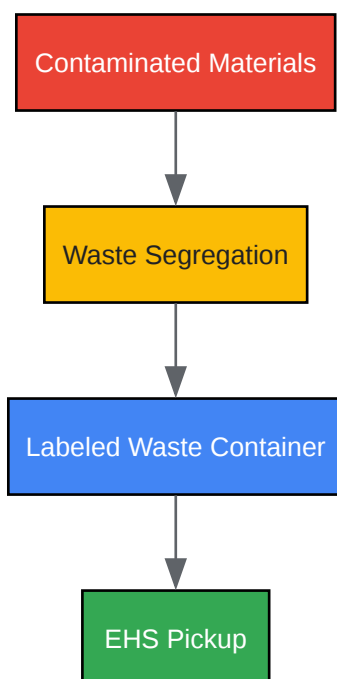 Contaminated Materials
Waste Segregation
Labeled Waste Container
EHS Pickup